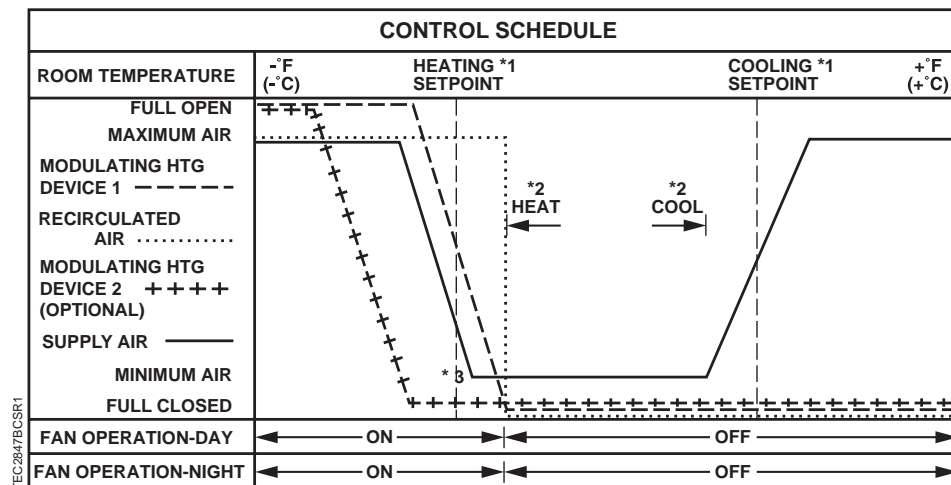 CONTROL SCHEDULE
ROOM TEMPERATURE
-°F
(-°C)
HEATING *1
SETPOINT
COOLING *1
SETPOINT
+°F
(+°C)
FULL OPEN
MAXIMUM AIR
MODULATING HTG
DEVICE 1
RECIRCULATED
AIR
MODULATING HTG
DEVICE 2
(OPTIONAL)
SUPPLY AIR
MINIMUM AIR
FULL CLOSED
*2
HEAT
*2
COOL
* 3
FAN OPERATION-DAY
ON
OFF
FAN OPERATION-NIGHT
ON
OFF
TEC2847BCSR1